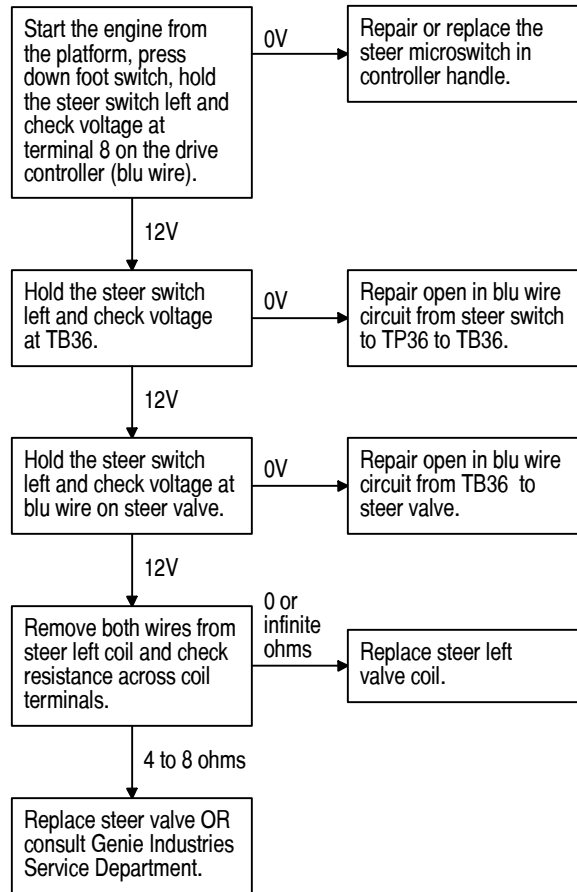 Start the engine from
the platform, press
down foot switch, hold
the steer switch left and
check voltage at
terminal 8 on the drive
controller (blu wire).
0V
Repair or replace the
steer microswitch in
controller handle.
12V
Hold the steer switch
left and check voltage
at TB36.
0V
Repair open in blu wire
circuit from steer switch
to TP36 to TB36.
12V
Hold the steer switch
left and check voltage at
blu wire on steer valve.
0V
Repair open in blu wire
circuit from TB36 to
steer valve.
12V
Remove both wires from
steer left coil and check
resistance across coil
terminals.
0 or
infinite
ohms
Replace steer left
valve coil.
4 to 8 ohms
Replace steer valve OR
consult Genie Industries
Service Department.